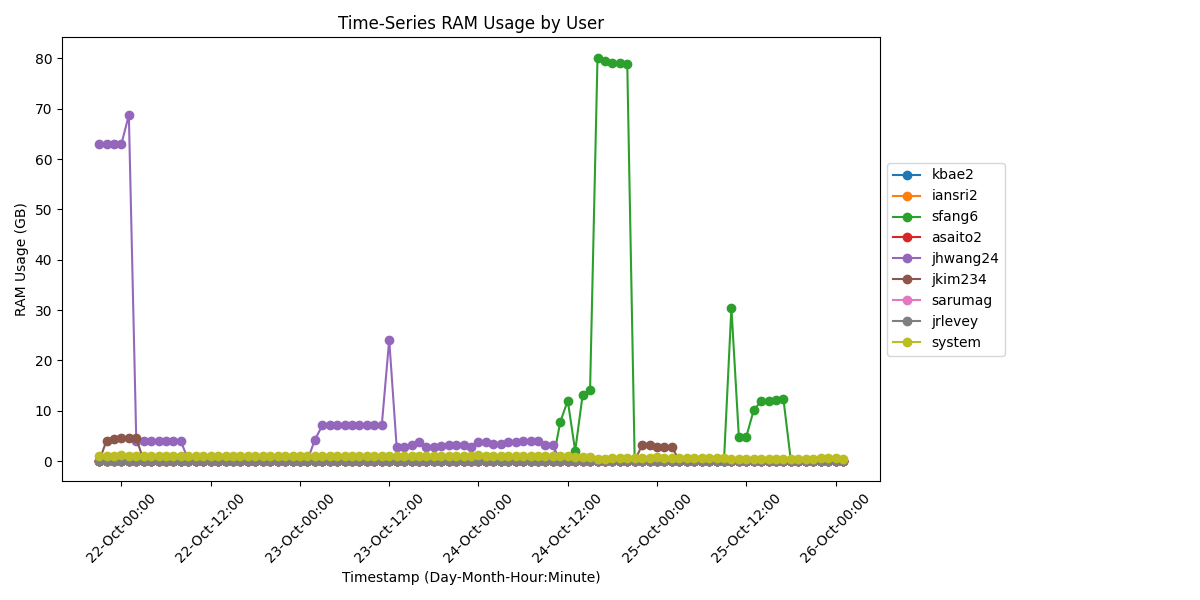 Time-Series RAM Usage by User
RAM Usage (GB)
80
70
60
50
40
30
20
10
0
22-Oct-00:00
22-Oct-12:00
23-Oct-00:00
23-Oct-12:00
24-Oct-00:00
24-Oct-12:00
25-Oct-00:00
25-Oct-12:00
26-Oct-00:00
Timestamp (Day-Month-Hour:Minute)
kbae2
iansri2
sfang6
asaito2
jhwang24
jkim234
sarumag
jrlevey
system